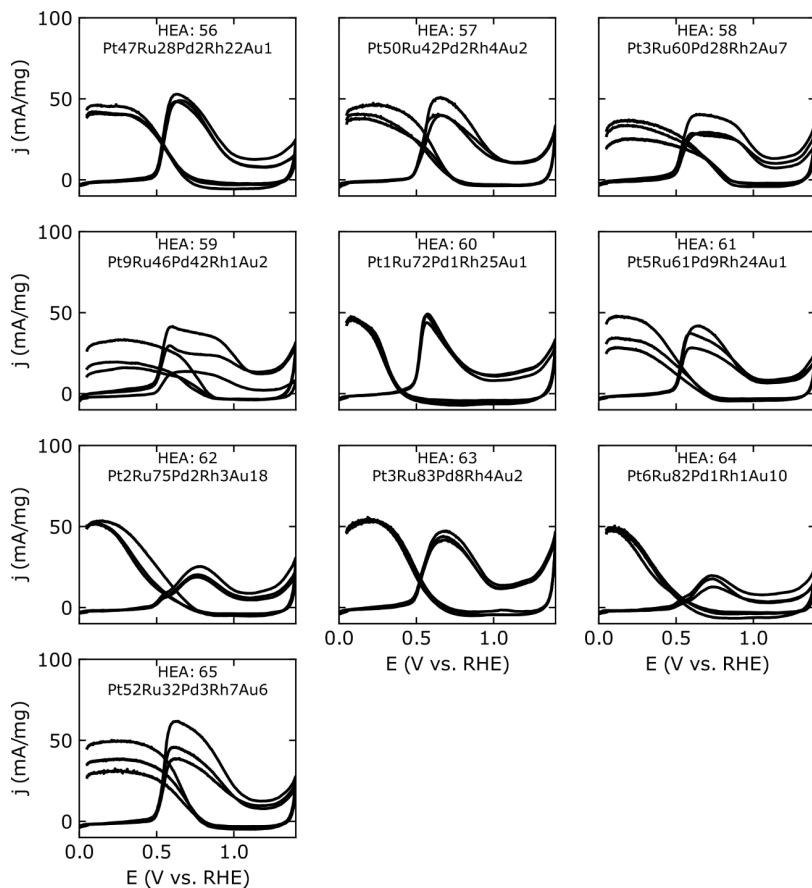 HEA: 56
Pt47Ru28Pd2Rh22Au1
HEA: 57
Pt50Ru42Pd2Rh4Au2
HEA: 58
Pt3Ru60Pd28Rh2Au7
100
50
0
j (mA/mg)
HEA: 59
Pt9Ru46Pd42Rh1Au2
HEA: 60
Pt1Ru72Pd1Rh25Au1
HEA: 61
Pt5Ru61Pd9Rh24Au1
100
50
0
j (mA/mg)
HEA: 62
Pt2Ru75Pd2Rh3Au18
HEA: 63
Pt3Ru83Pd8Rh4Au2
HEA: 64
Pt6Ru82Pd1Rh1Au10
100
50
0
j (mA/mg)
0.0 0.5 1.0
E (V vs. RHE)
0.0 0.5 1.0
E (V vs. RHE)
HEA: 65
Pt52Ru32Pd3Rh7Au6
100
50
0
j (mA/mg)
0.0 0.5 1.0
E (V vs. RHE)